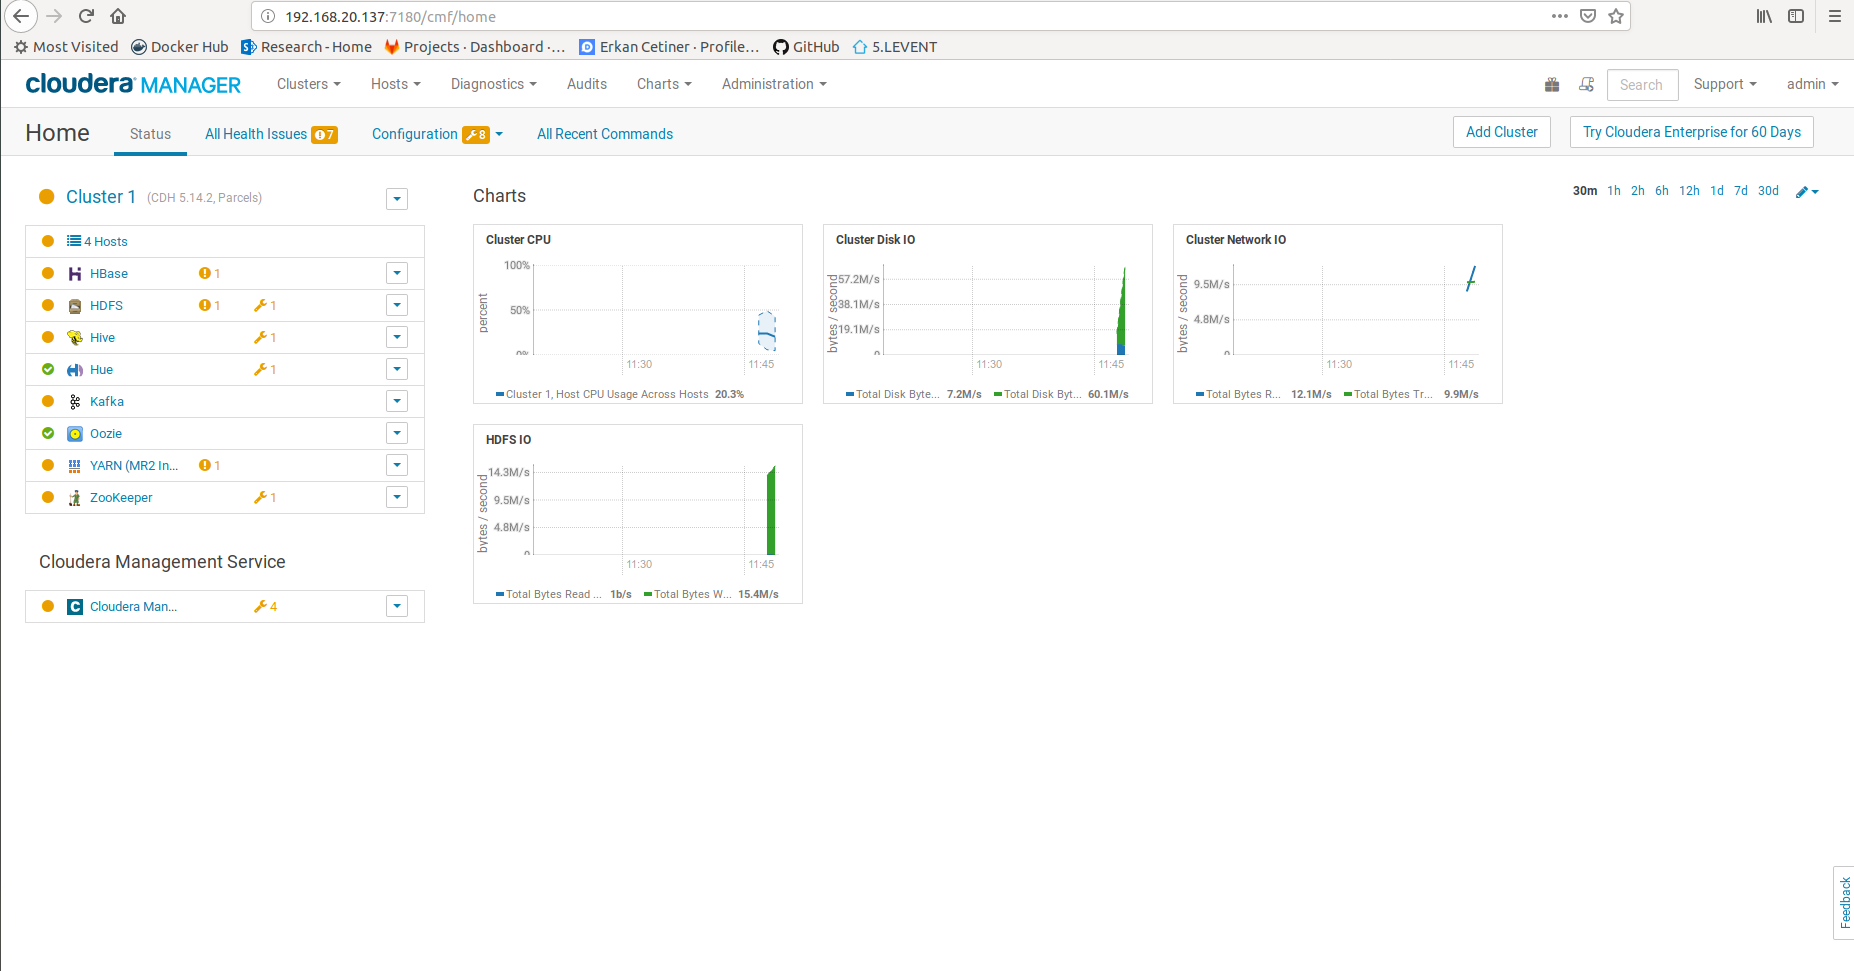 192.168.20.137:7180/cmf/home
Most Visited Docker Hub Research - Home Projects · Dashboard ·... Erkan Cetiner · Profile... GitHub 5.LEVENT
cloudera MANAGER Clusters Hosts Diagnostics Audits Charts Administration Search Support admin
Home Status All Health Issues 7 Configuration 8 All Recent Commands Add Cluster Try Cloudera Enterprise for 60 Days
Cluster 1 (CDH 5.14.2, Parcels)
4 Hosts
HBase 1
HDFS 1 1
Hive 1
Hue 1
Kafka
Oozie
YARN (MR2 In... 1
ZooKeeper 1
Cloudera Management Service
Cloudera Man... 4
Charts
30m 1h 2h 6h 12h 1d 7d 30d
Cluster CPU
percent
100%
50%
0%
11:30 11:45
Cluster 1, Host CPU Usage Across Hosts 20.3%
Cluster Disk IO
bytes / second
57.2M/s
38.1M/s
19.1M/s
0
11:30 11:45
Total Disk Byte... 7.2M/s Total Disk Byt... 60.1M/s
Cluster Network IO
bytes / second
9.5M/s
4.8M/s
0
11:30 11:45
Total Bytes R... 12.1M/s Total Bytes Tr... 9.9M/s
HDFS IO
bytes / second
14.3M/s
9.5M/s
4.8M/s
0
11:30 11:45
Total Bytes Read ... 1b/s Total Bytes W... 15.4M/s
Feedback